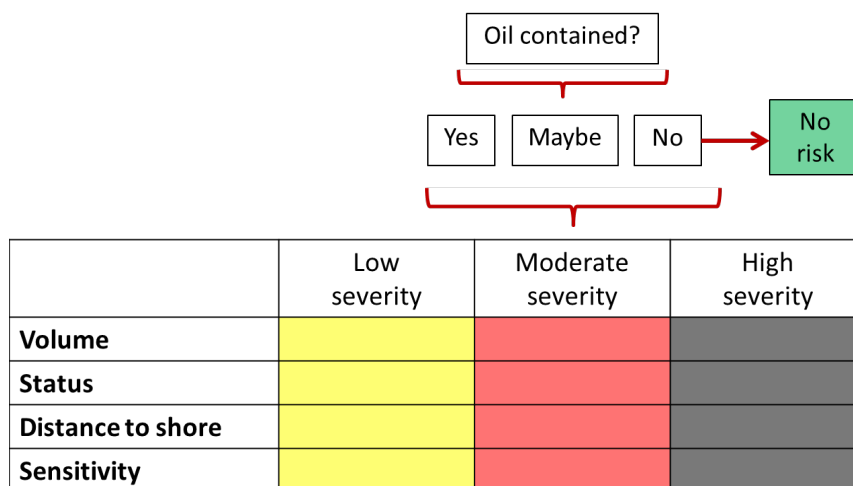 Oil contained?
Yes
Maybe
No
No
risk
Low
severity
Moderate
severity
High
severity
Volume
Status
Distance to shore
Sensitivity